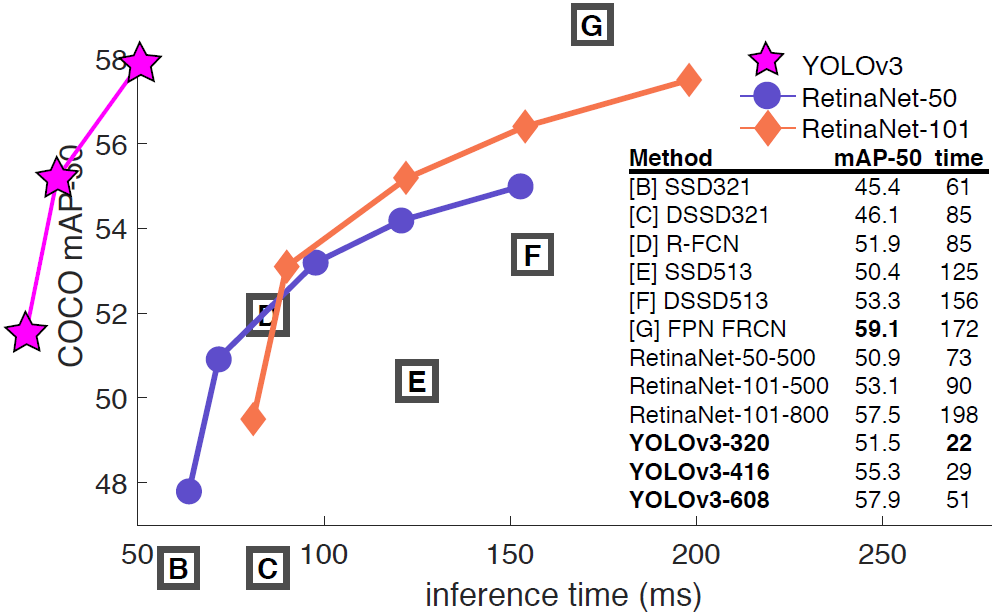 G
58
YOLOv3
RetinaNet-50
RetinaNet-101
56
COCO mAP-50
Method mAP-50 time
[B] SSD321 45.4 61
[C] DSSD321 46.1 85
[D] R-FCN 51.9 85
[E] SSD513 50.4 125
[F] DSSD513 53.3 156
[G] FPN FRCN 59.1 172
RetinaNet-50-500 50.9 73
RetinaNet-101-500 53.1 90
RetinaNet-101-800 57.5 198
YOLOv3-320 51.5 22
YOLOv3-416 55.3 29
YOLOv3-608 57.9 51
54
F
D
52
E
50
48
50 100 150 200 250
B C
inference time (ms)